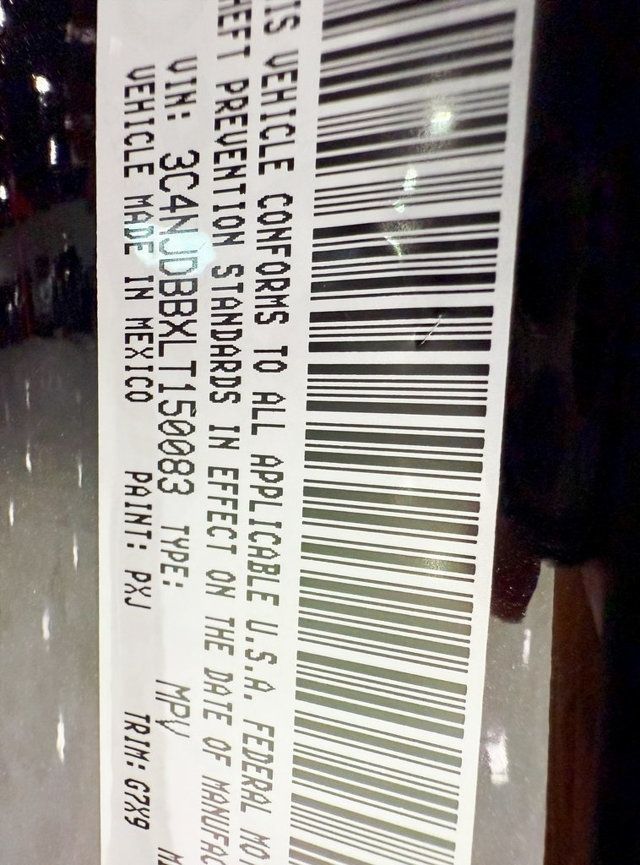 IS VEHICLE CONFORMS TO ALL APPLICABLE U.S.A. FEDERAL MO
HEFT PREVENTION STANDARDS IN EFFECT ON THE DATE OF MANUFAC
VIN: 3C4NJDBBXLT150083 TYPE: MPV
VEHICLE MADE IN MEXICO PAINT: PXJ TRIM: G7X9